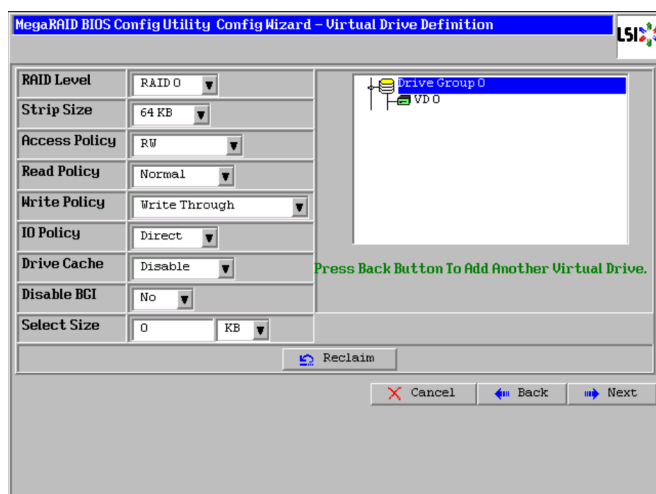 MegaRAID BIOS Config Utility Config Wizard – Virtual Drive Definition
LSI
RAID Level RAID 0
Strip Size 64 KB
Access Policy RW
Read Policy Normal
Write Policy Write Through
IO Policy Direct
Drive Cache Disable
Disable BGI No
Select Size 0 KB
Drive Group 0
VD 0
Press Back Button To Add Another Virtual Drive.
Reclaim
Cancel Back Next